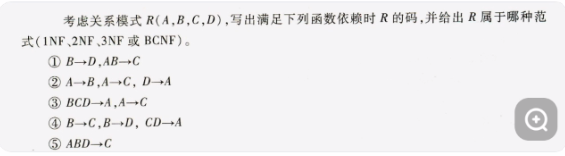 考虑关系模式 R(A,B,C,D),写出满足下列函数依赖时 R 的码,并给出 R 属于哪种范
式(1NF、2NF、3NF 或 BCNF)。
① B→D,AB→C
② A→B,A→C, D→A
③ BCD→A,A→C
④ B→C,B→D, CD→A
⑤ ABD→C